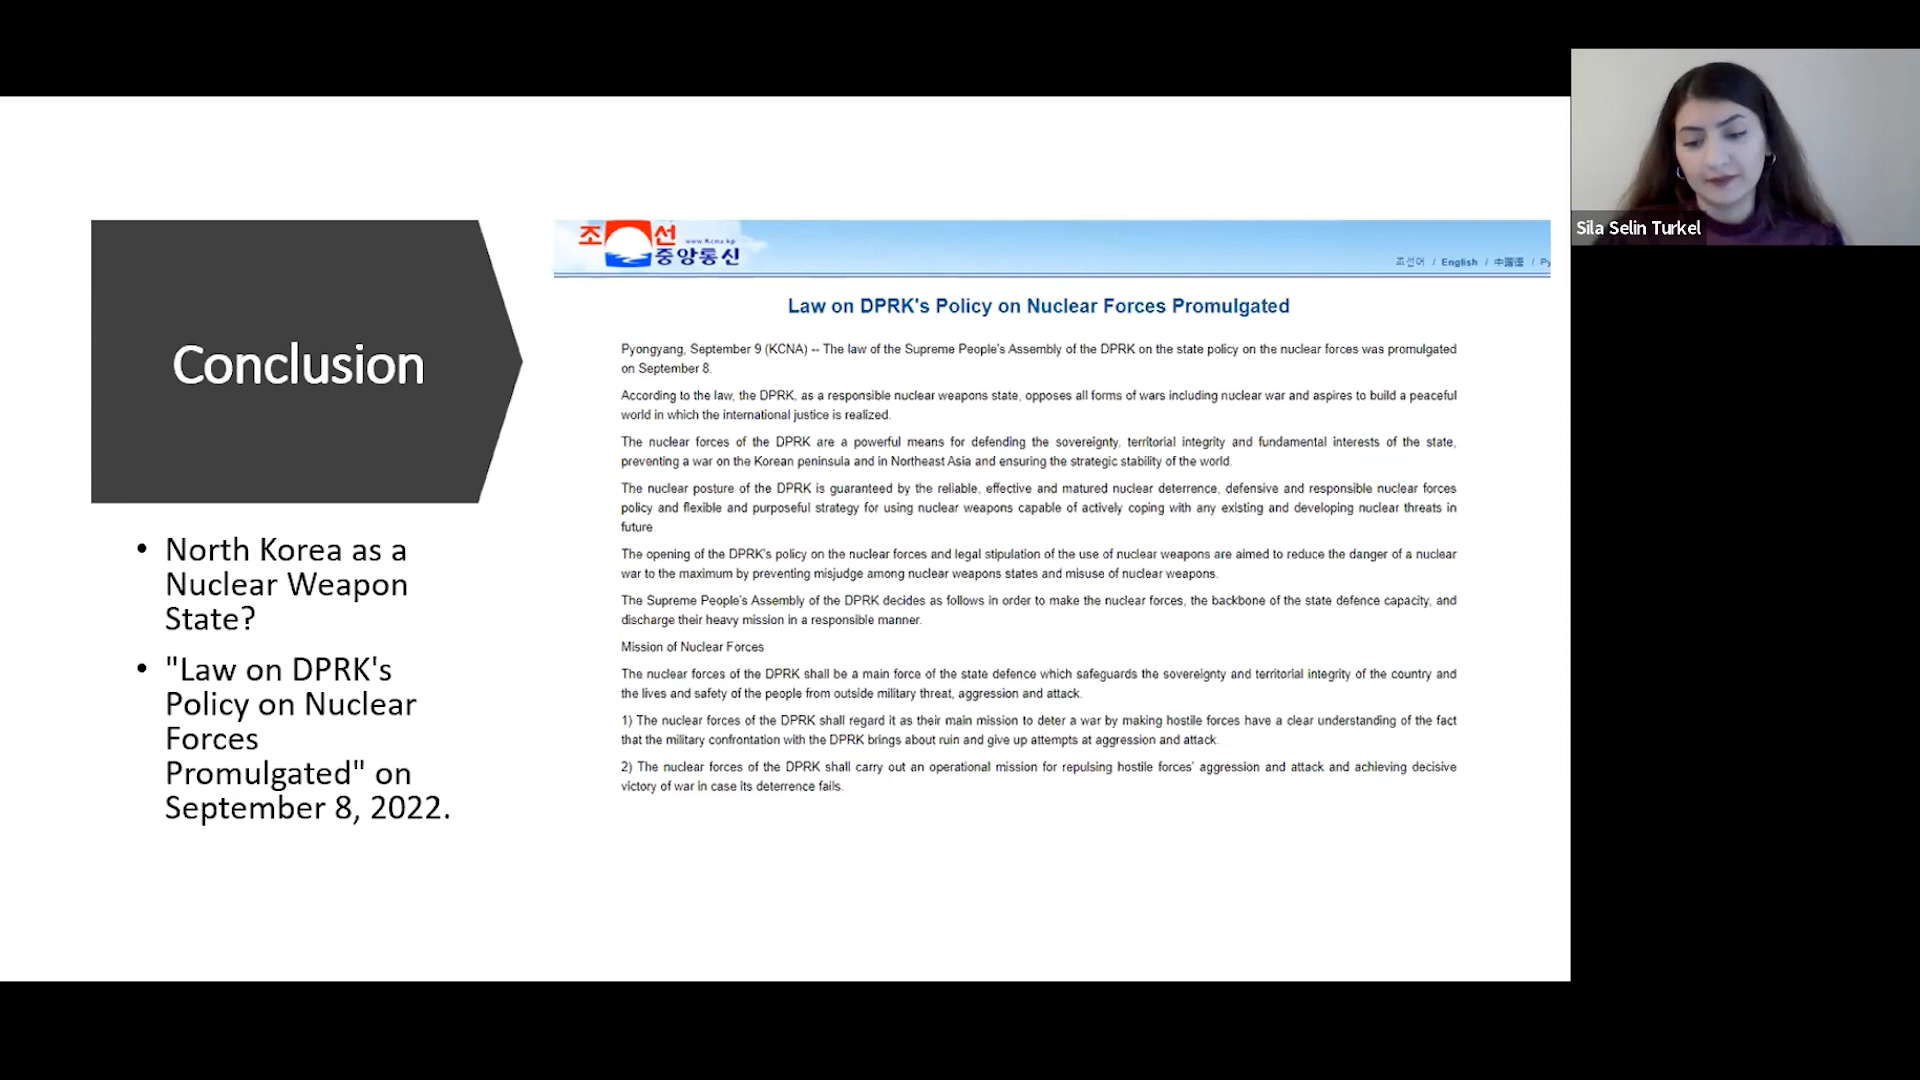 Conclusion
• North Korea as a
Nuclear Weapon
State?
• "Law on DPRK's
Policy on Nuclear
Forces
Promulgated" on
September 8, 2022.
조선
www.kcna.kp
중앙통신
조선어 / English / 中国语 / Ру
Law on DPRK's Policy on Nuclear Forces Promulgated
Pyongyang, September 9 (KCNA) -- The law of the Supreme People's Assembly of the DPRK on the state policy on the nuclear forces was promulgated
on September 8.
According to the law, the DPRK, as a responsible nuclear weapons state, opposes all forms of wars including nuclear war and aspires to build a peaceful
world in which the international justice is realized.
The nuclear forces of the DPRK are a powerful means for defending the sovereignty, territorial integrity and fundamental interests of the state,
preventing a war on the Korean peninsula and in Northeast Asia and ensuring the strategic stability of the world.
The nuclear posture of the DPRK is guaranteed by the reliable, effective and matured nuclear deterrence, defensive and responsible nuclear forces
policy and flexible and purposeful strategy for using nuclear weapons capable of actively coping with any existing and developing nuclear threats in
future.
The opening of the DPRK's policy on the nuclear forces and legal stipulation of the use of nuclear weapons are aimed to reduce the danger of a nuclear
war to the maximum by preventing misjudge among nuclear weapons states and misuse of nuclear weapons.
The Supreme People's Assembly of the DPRK decides as follows in order to make the nuclear forces, the backbone of the state defence capacity, and
discharge their heavy mission in a responsible manner.
Mission of Nuclear Forces
The nuclear forces of the DPRK shall be a main force of the state defence which safeguards the sovereignty and territorial integrity of the country and
the lives and safety of the people from outside military threat, aggression and attack.
1) The nuclear forces of the DPRK shall regard it as their main mission to deter a war by making hostile forces have a clear understanding of the fact
that the military confrontation with the DPRK brings about ruin and give up attempts at aggression and attack.
2) The nuclear forces of the DPRK shall carry out an operational mission for repulsing hostile forces' aggression and attack and achieving decisive
victory of war in case its deterrence fails.
Sila Selin Turkel